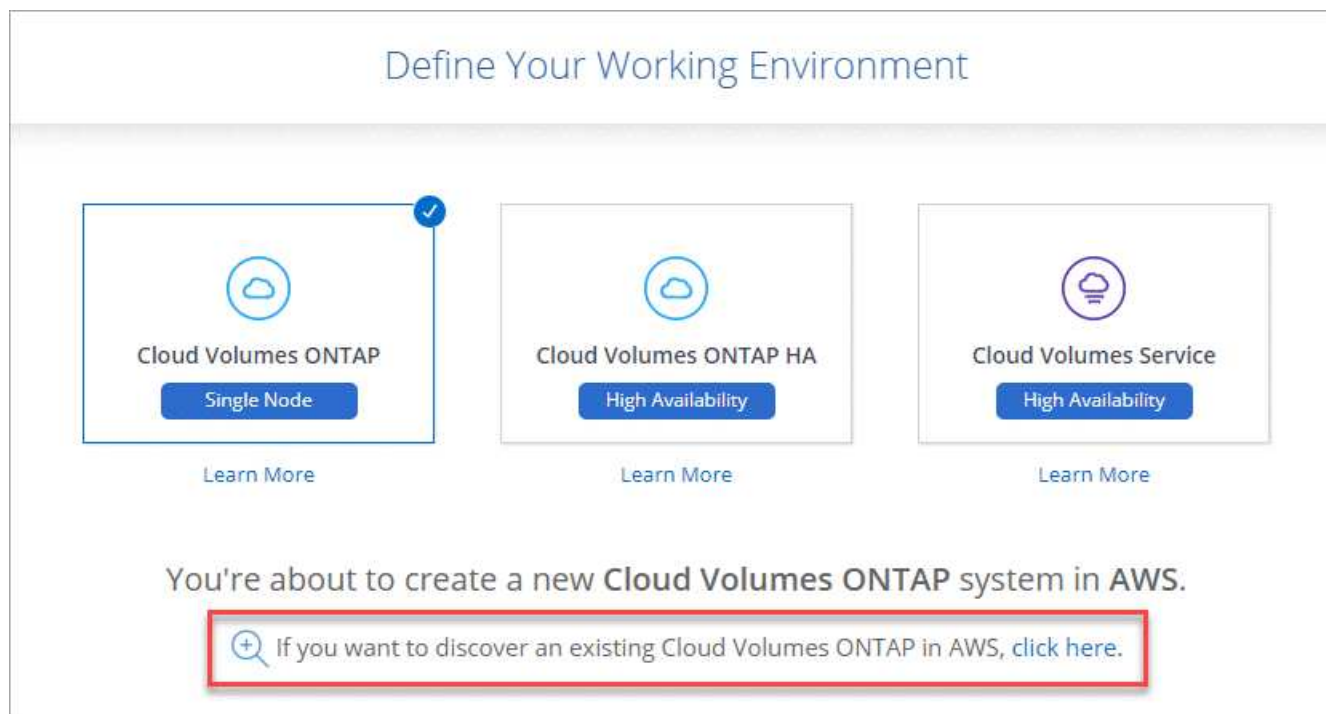 Define Your Working Environment
Cloud Volumes ONTAP
Single Node
Learn More
Cloud Volumes ONTAP HA
High Availability
Learn More
Cloud Volumes Service
High Availability
Learn More
You're about to create a new Cloud Volumes ONTAP system in AWS.
If you want to discover an existing Cloud Volumes ONTAP in AWS, click here.